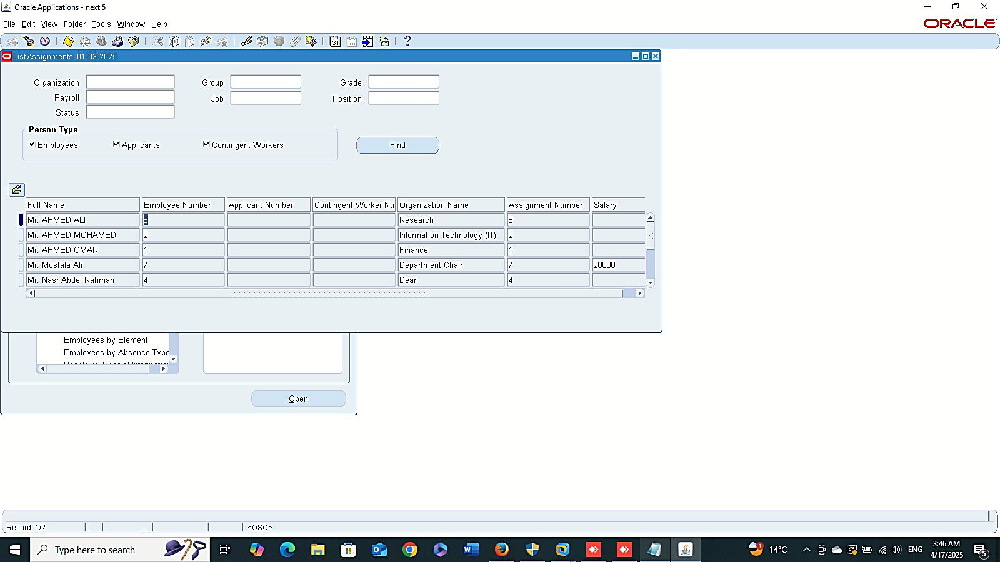 Oracle Applications - next 5
File Edit View Folder Tools Window Help
ORACLE
31
?
List Assignments: 01-03-2025
Organization Group Grade
Payroll Job Position
Status
Person Type
Employees Applicants Contingent Workers Find
Full Name Employee Number Applicant Number Contingent Worker Nu Organization Name Assignment Number Salary
Mr. AHMED ALI 8 Research 8
Mr. AHMED MOHAMED 2 Information Technology (IT) 2
Mr. AHMED OMAR 1 Finance 1
Mr. Mostafa Ali 7 Department Chair 7 20000
Mr. Nasr Abdel Rahman 4 Dean 4
Employees by Element
Employees by Absence Type
Open
Record: 1/? ... <OSC>
Type here to search
1 14°C ENG 3:46 AM
4/17/2025 5